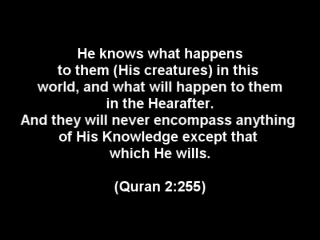 He knows what happens
to them (His creatures) in this
world, and what will happen to them
in the Hearafter.
And they will never encompass anything
of His Knowledge except that
which He wills.
(Quran 2:255)